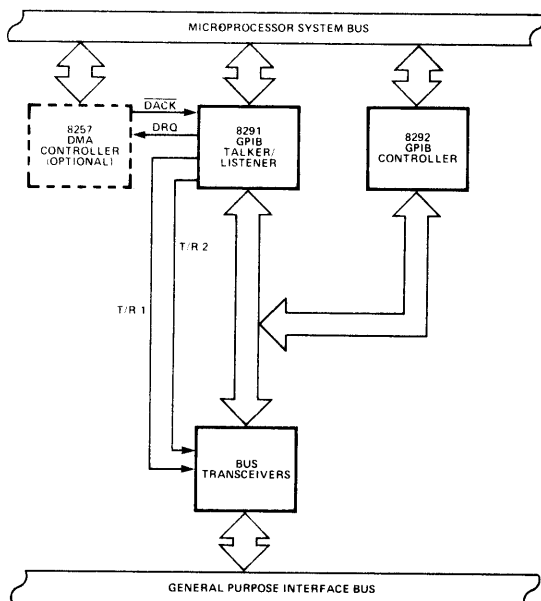 MICROPROCESSOR SYSTEM BUS
DACK
DRQ
8257
DMA
CONTROLLER
(OPTIONAL)
8291
GPIB
TALKER/
LISTENER
8292
GPIB
CONTROLLER
T/R 2
T/R 1
BUS
TRANSCEIVERS
GENERAL PURPOSE INTERFACE BUS